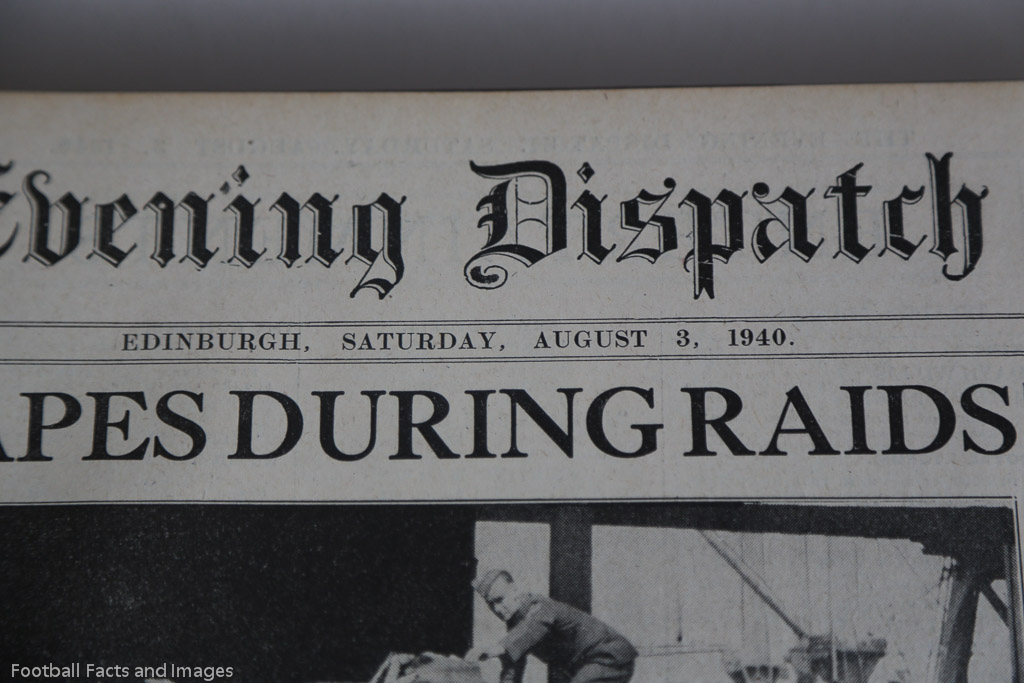 Evening Dispatch
EDINBURGH, SATURDAY, AUGUST 3, 1940.
APES DURING RAIDS'
Football Facts and Images